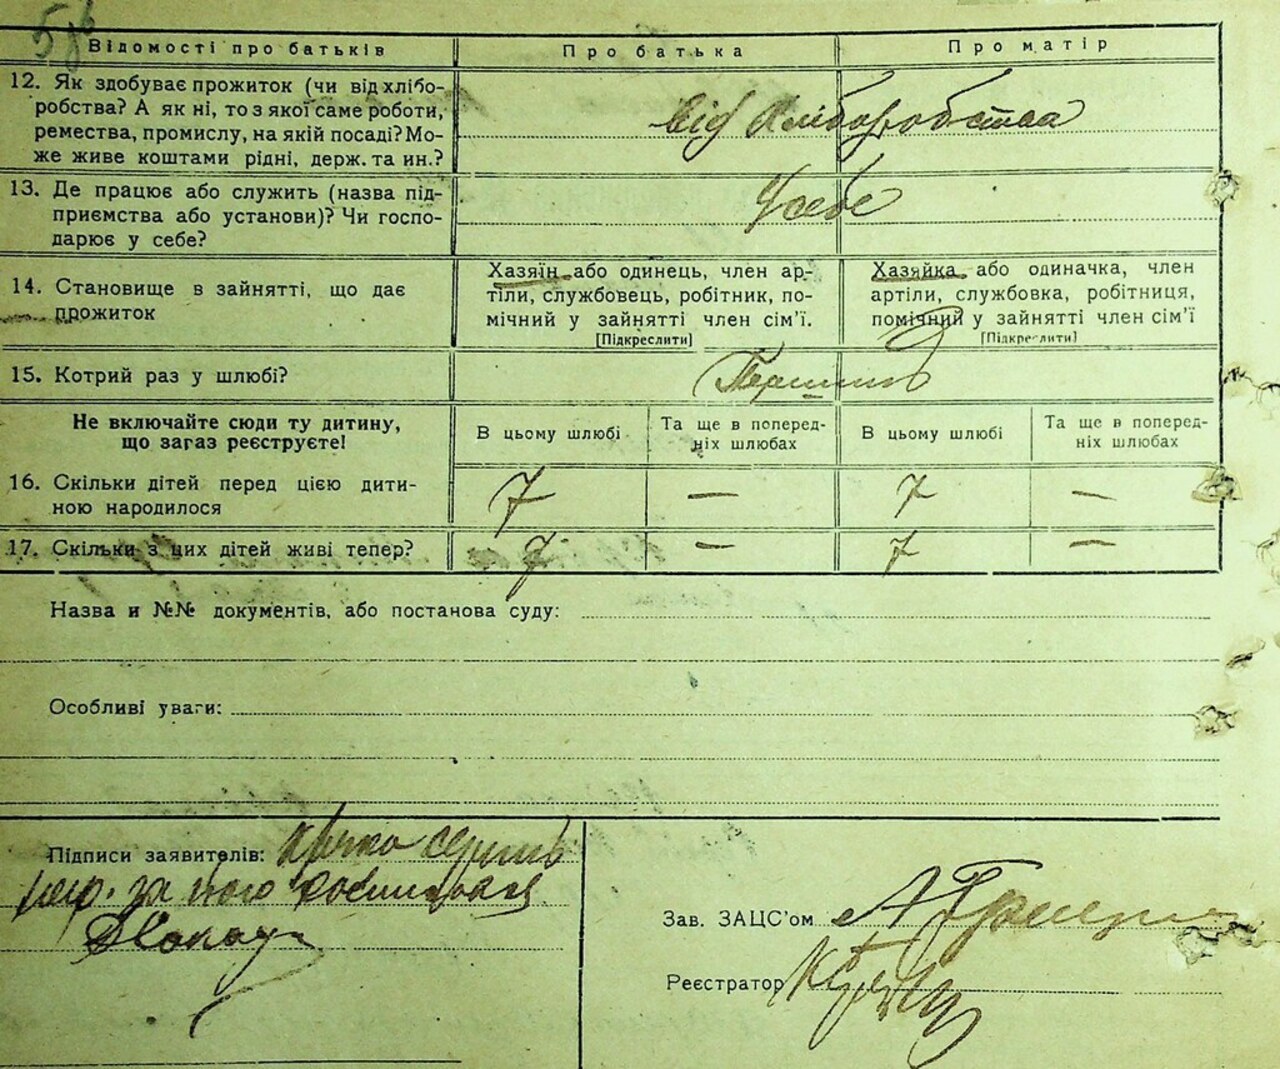 Відомості про батьків
Про батька
Про матір
12. Як здобуває прожиток (чи від хлібо-
робства? А як ні, то з якої саме роботи,
ремества, промислу, на якій посаді? Мо-
же живе коштами рідні, держ. та ин.?
від хліборобства
13. Де працює або служить (назва під-
приємства або установи)? Чи госпо-
дарює у себе?
У себе
14. Становище в зайнятті, що дає
прожиток
Хазяїн або одинець, член ар-
тіли, службовець, робітник, по-
мічний у зайнятті член сім'ї.
[Підкреслити]
Хазяйка або одиначка, член
артіли, службовка, робітниця,
помічний у зайнятті член сім'ї
[Підкреслити]
15. Котрий раз у шлюбі?
Не включайте сюди ту дитину,
що загаз реєструєте!
В цьому шлюбі
Та ще в поперед-
ніх шлюбах
В цьому шлюбі
Та ще в поперед-
ніх шлюбах
16. Скільки дітей перед цією дити-
ною народилося
7 — 7 —
17. Скільки з цих дітей живі тепер?
7 — 7 —
Назва и №№ документів, або постанова суду:
Особливі уваги:
Підписи заявителів:
за його
Зав. ЗАЦС'ом
Реєстратор